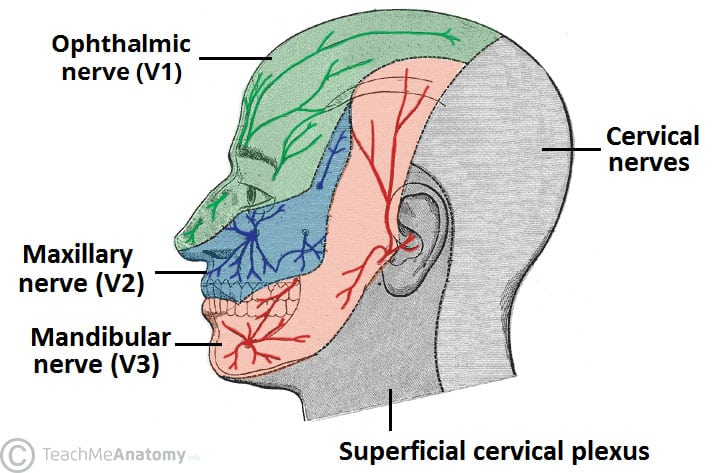 Ophthalmic
nerve (V1)
Cervical
nerves
Maxillary
nerve (V2)
Mandibular
nerve (V3)
Superficial cervical plexus
© TeachMeAnatomy